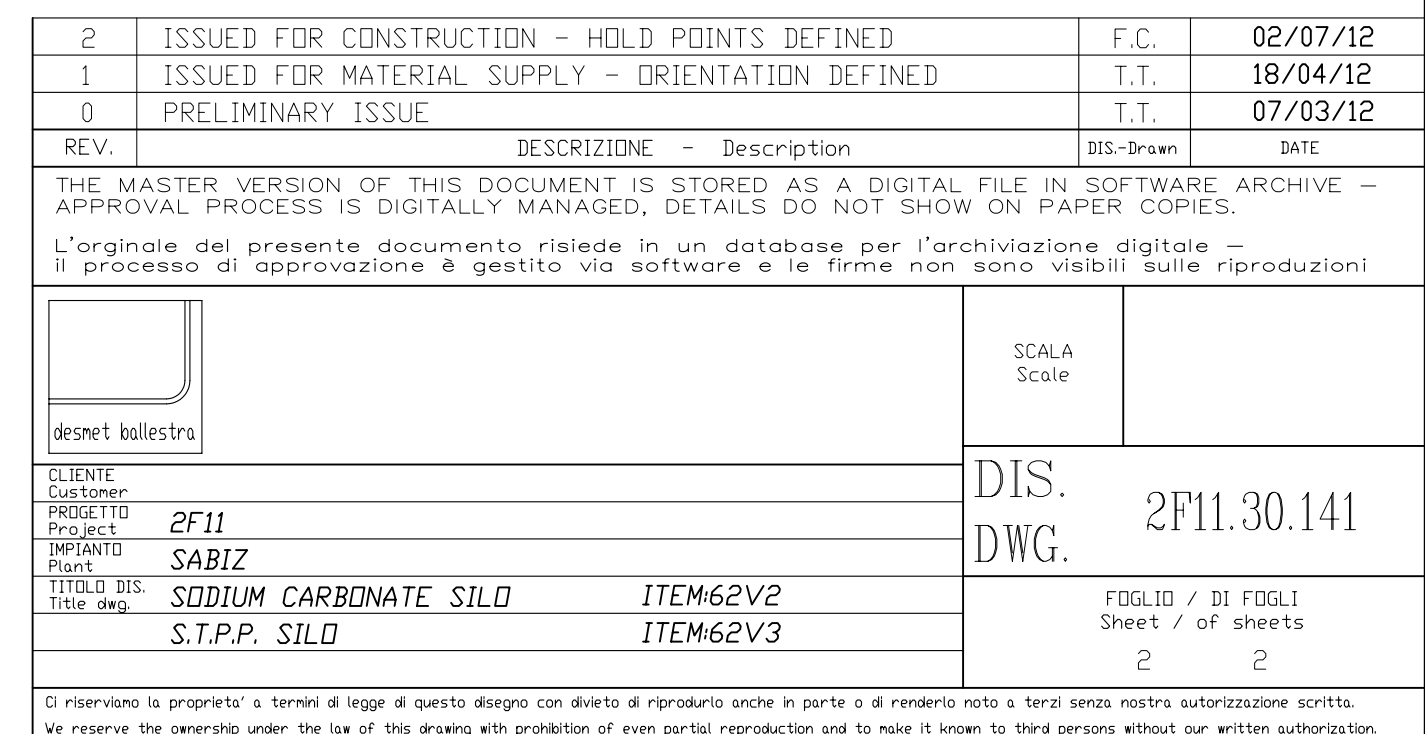 2 ISSUED FOR CONSTRUCTION - HOLD POINTS DEFINED F.C. 02/07/12
1 ISSUED FOR MATERIAL SUPPLY - ORIENTATION DEFINED T.T. 18/04/12
0 PRELIMINARY ISSUE T.T. 07/03/12
REV. DESCRIZIONE - Description DIS.-Drawn DATE
THE MASTER VERSION OF THIS DOCUMENT IS STORED AS A DIGITAL FILE IN SOFTWARE ARCHIVE –
APPROVAL PROCESS IS DIGITALLY MANAGED, DETAILS DO NOT SHOW ON PAPER COPIES.
L'orginale del presente documento risiede in un database per l'archiviazione digitale –
il processo di approvazione è gestito via software e le firme non sono visibili sulle riproduzioni
SCALA
Scale
desmet ballestra
CLIENTE
Customer
PROGETTO
Project 2F11
IMPIANTO
Plant SABIZ
TITOLO DIS.
Title dwg. SODIUM CARBONATE SILO ITEM:62V2
S.T.P.P. SILO ITEM:62V3
DIS.
DWG.
2F11.30.141
FOGLIO / DI FOGLI
Sheet / of sheets
2 2
Ci riserviamo la proprieta' a termini di legge di questo disegno con divieto di riprodurlo anche in parte o di renderlo noto a terzi senza nostra autorizzazione scritta.
We reserve the ownership under the law of this drawing with prohibition of even partial reproduction and to make it known to third persons without our written authorization.